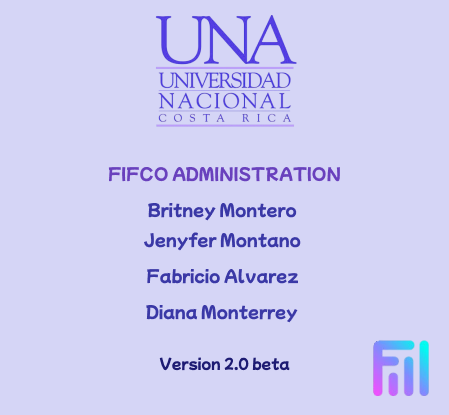 UNA
UNIVERSIDAD
NACIONAL
COSTA RICA
FIFCO ADMINISTRATION
Britney Montero
Jenyfer Montano
Fabricio Alvarez
Diana Monterrey
Version 2.0 beta